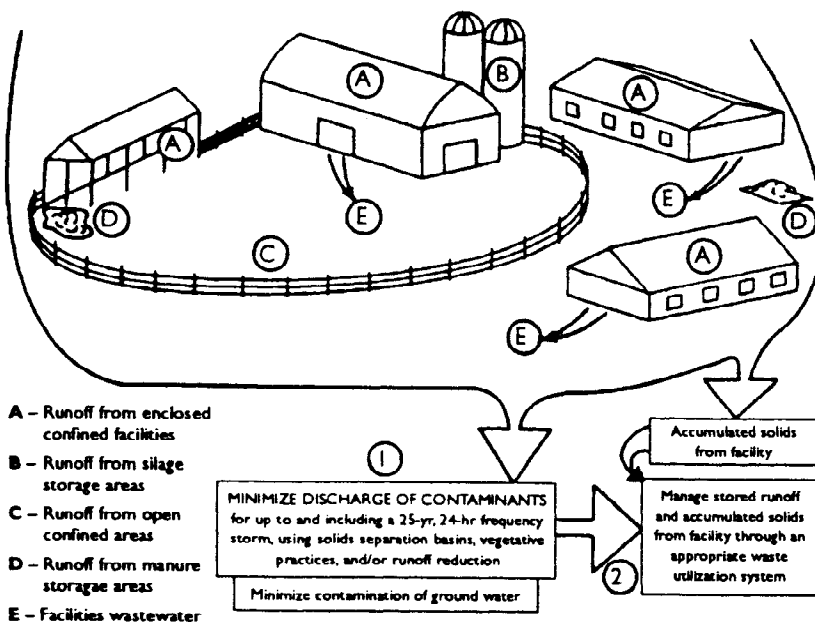 A
B
A
A
D
E
C
E
D
A
E
A – Runoff from enclosed
confined facilities
B – Runoff from silage
storage areas
C – Runoff from open
confined areas
D – Runoff from manure
storagae areas
E – Facilities wastewater
1
MINIMIZE DISCHARGE OF CONTAMINANTS
for up to and including a 25-yr, 24-hr frequency
storm, using solids separation basins, vegetative
practices, and/or runoff reduction
Minimize contamination of ground water
2
Accumulated solids
from facility
Manage stored runoff
and accumulated solids
from facility through an
appropriate waste
utilization system